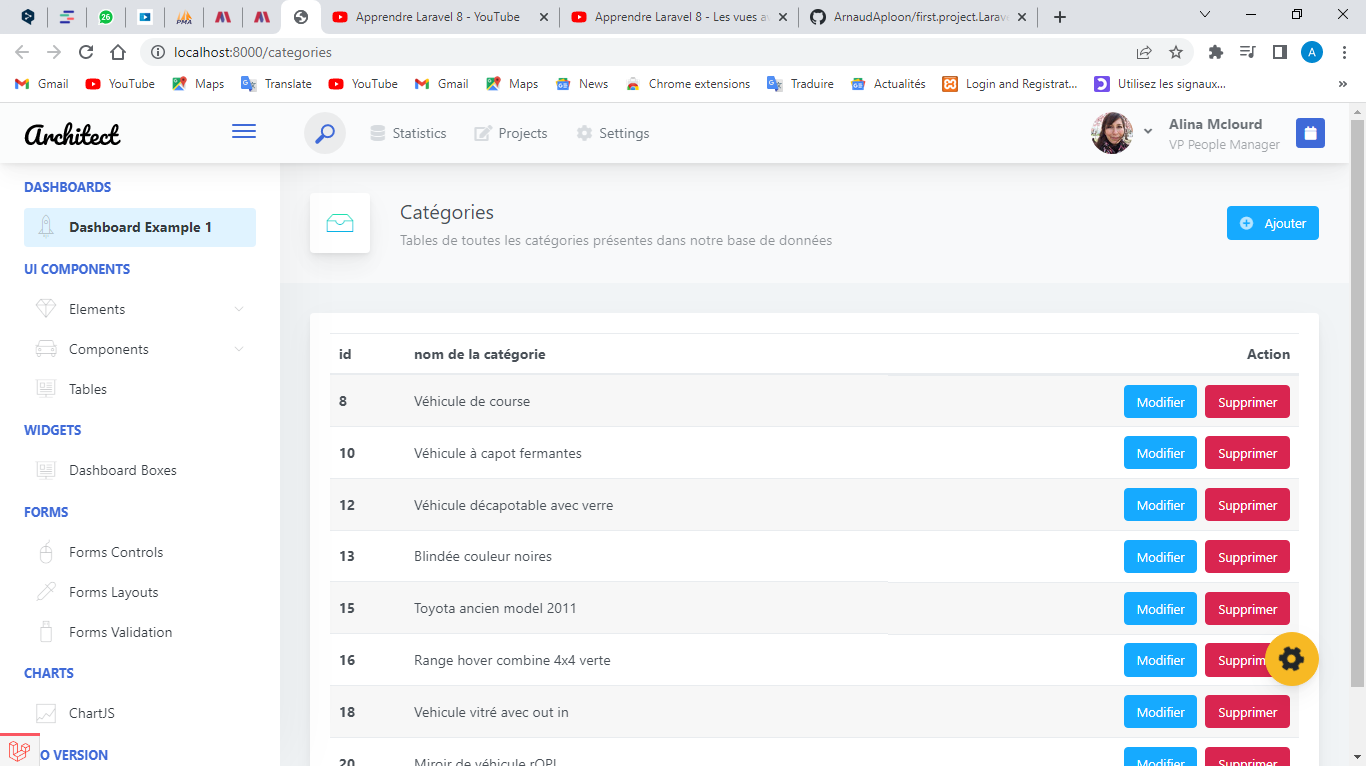 26
PMA
Apprendre Laravel 8 - YouTube
Apprendre Laravel 8 - Les vues a
ArnaudAploon/first.project.Larav
localhost:8000/categories
A
Gmail YouTube Maps Translate YouTube Gmail Maps News Chrome extensions Traduire Actualités Login and Registrat... Utilisez les signaux... »
Architect
Statistics Projects Settings
Alina Mclourd
VP People Manager
DASHBOARDS
Dashboard Example 1
UI COMPONENTS
Elements
Components
Tables
WIDGETS
Dashboard Boxes
FORMS
Forms Controls
Forms Layouts
Forms Validation
CHARTS
ChartJS
O VERSION
Catégories
Tables de toutes les catégories présentes dans notre base de données
Ajouter
id nom de la catégorie Action
8 Véhicule de course Modifier Supprimer
10 Véhicule à capot fermantes Modifier Supprimer
12 Véhicule décapotable avec verre Modifier Supprimer
13 Blindée couleur noires Modifier Supprimer
15 Toyota ancien model 2011 Modifier Supprimer
16 Range hover combine 4x4 verte Modifier Supprim
18 Vehicule vitré avec out in Modifier Supprimer
20 Miroir de véhicule Modifier Supprimer